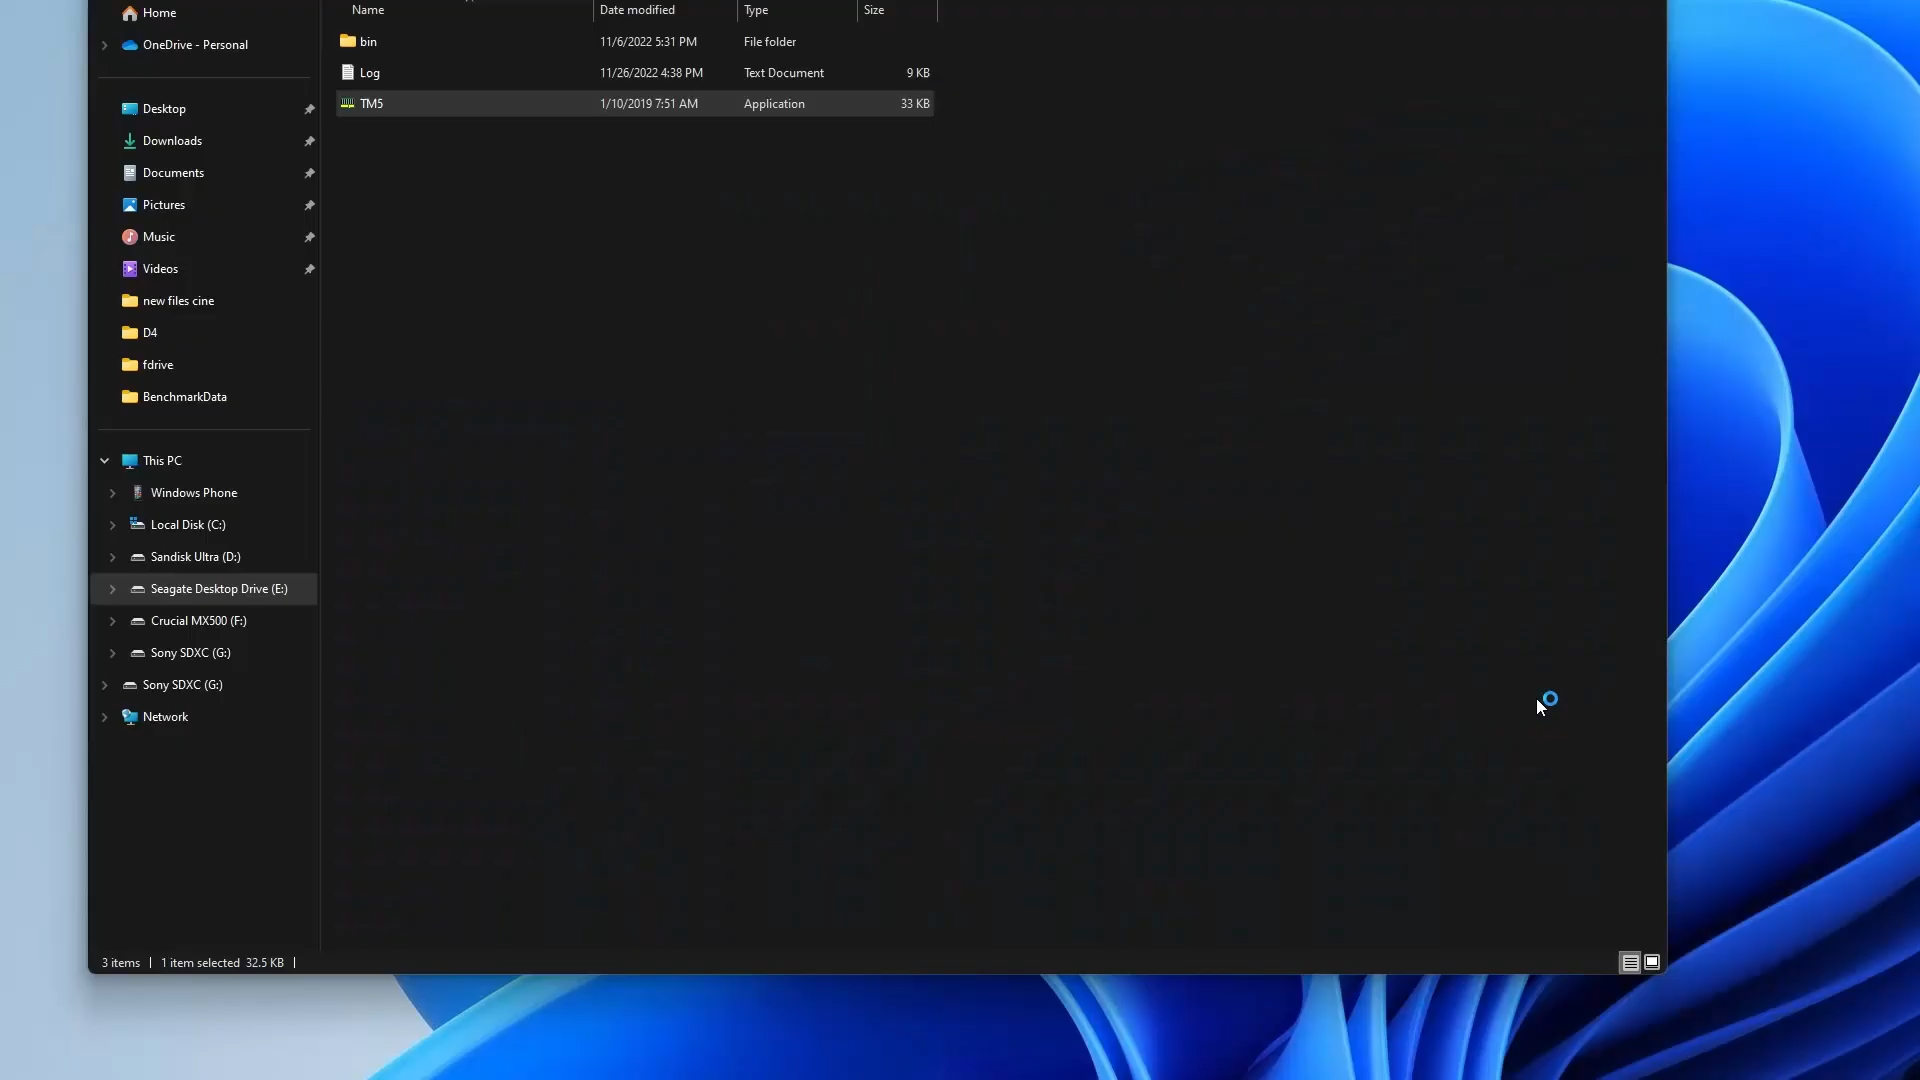 Name Date modified Type Size
bin 11/6/2022 5:31 PM File folder
Log 11/26/2022 4:38 PM Text Document 9 KB
TM5 1/10/2019 7:51 AM Application 33 KB
Home
OneDrive - Personal
Desktop
Downloads
Documents
Pictures
Music
Videos
new files cine
D4
fdrive
BenchmarkData
This PC
Windows Phone
Local Disk (C:)
Sandisk Ultra (D:)
Seagate Desktop Drive (E:)
Crucial MX500 (F:)
Sony SDXC (G:)
Sony SDXC (G:)
Network
3 items | 1 item selected 32.5 KB |